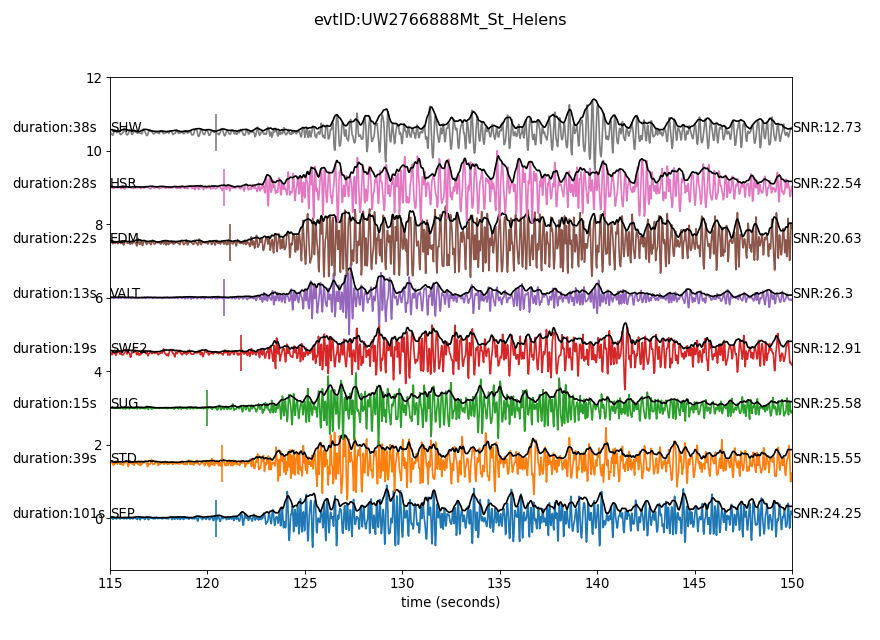 evtID:UW2766888Mt_St_Helens
12
duration:38s SHW SNR:12.73
10
duration:28s HSR SNR:22.54
8
duration:22s EDM SNR:20.63
duration:13s VALT SNR:26.3
6
duration:19s SWF2 SNR:12.91
4
duration:15s SUG SNR:25.58
2
duration:39s STD SNR:15.55
duration:101s SEP SNR:24.25
0
115 120 125 130 135 140 145 150
time (seconds)